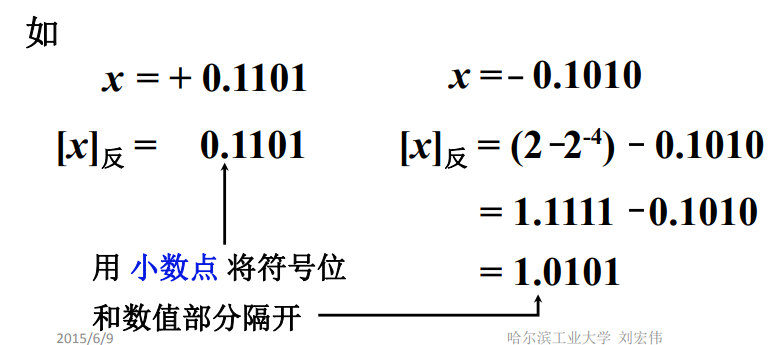 如
x = + 0.1101
[x]反 = 0.1101
用 小数点 将符号位
和数值部分隔开
x = - 0.1010
[x]反 = (2 - 2⁻⁴) - 0.1010
= 1.1111 - 0.1010
= 1.0101
2015/6/9
哈尔滨工业大学 刘宏伟